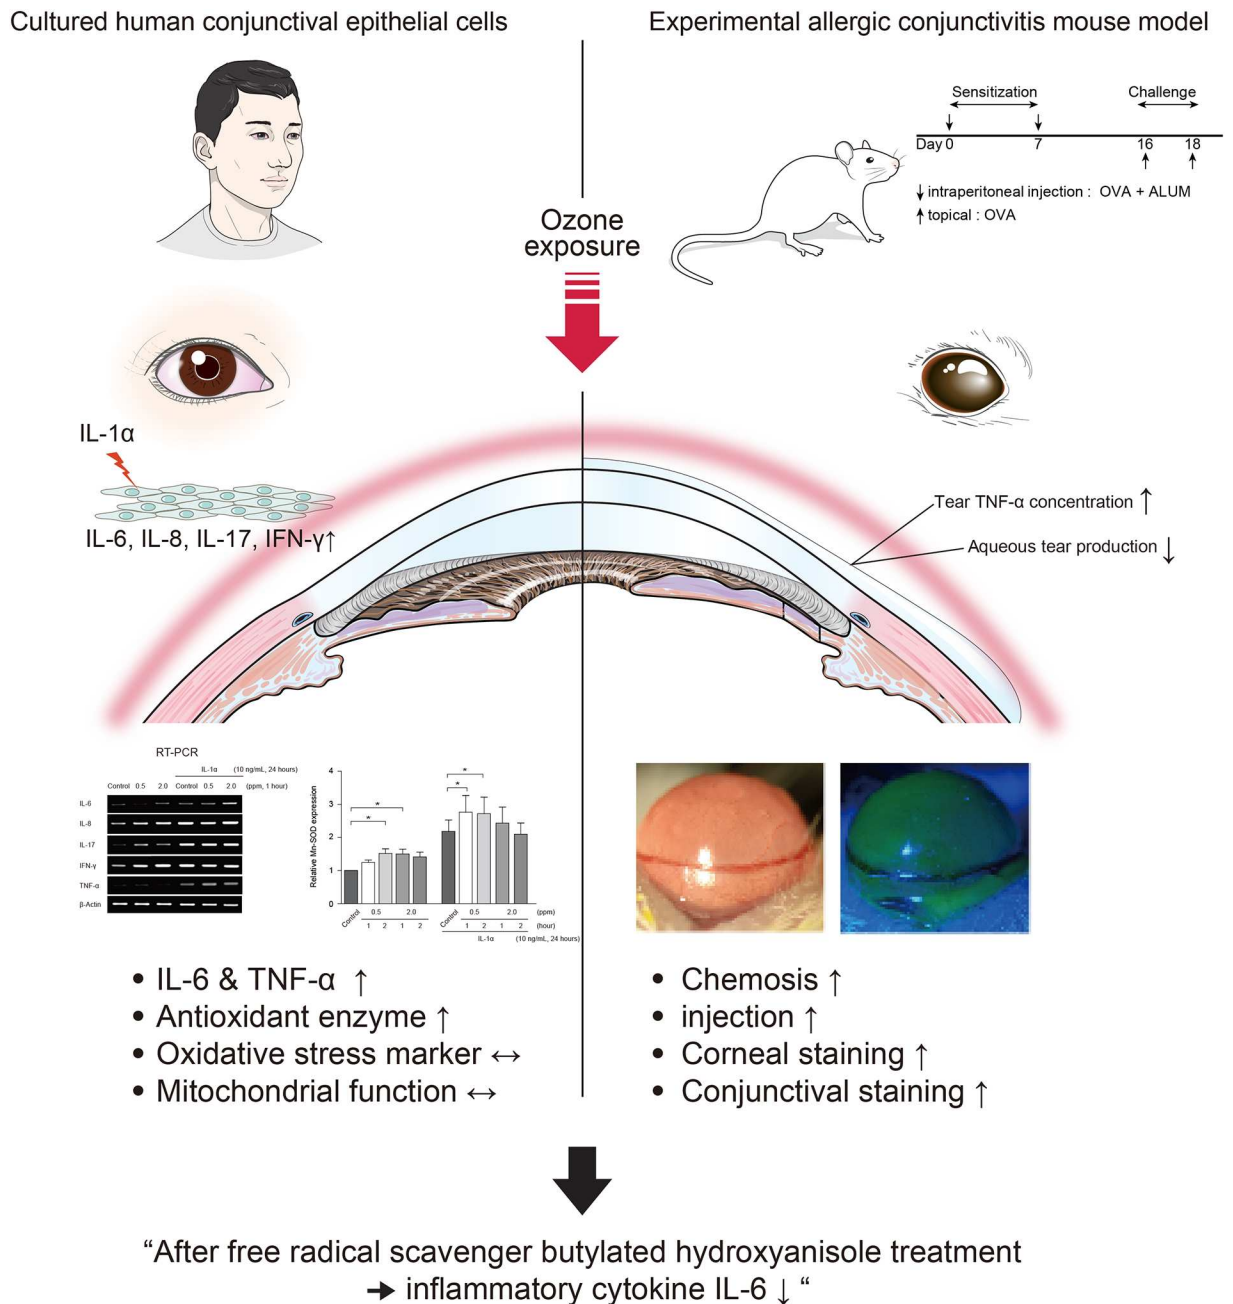 Cultured human conjunctival epithelial cells
Experimental allergic conjunctivitis mouse model
Sensitization
Challenge
Day 0 7 16 18
↓ intraperitoneal injection : OVA + ALUM
↑ topical : OVA
Ozone
exposure
IL-1α
IL-6, IL-8, IL-17, IFN-γ↑
Tear TNF-α concentration ↑
Aqueous tear production ↓
RT-PCR
IL-1α (10 ng/mL, 24 hours)
Control 0.5 2.0 Control 0.5 2.0 (ppm, 1 hour)
IL-6
IL-8
IL-17
IFN-γ
TNF-α
β-Actin
Relative Mn-SOD expression
4
3
2
1
0
* * * *
Control 0.5 2.0 Control 0.5 2.0 (ppm)
1 2 1 2 1 2 1 2 (hour)
IL-1α (10 ng/mL, 24 hours)
• IL-6 & TNF-α ↑
• Antioxidant enzyme ↑
• Oxidative stress marker ↔
• Mitochondrial function ↔
• Chemosis ↑
• injection ↑
• Corneal staining ↑
• Conjunctival staining ↑
“After free radical scavenger butylated hydroxyanisole treatment
➔ inflammatory cytokine IL-6 ↓ “